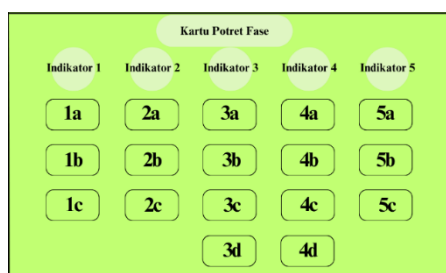 Kartu Potret Fase
Indikator 1 Indikator 2 Indikator 3 Indikator 4 Indikator 5
1a 2a 3a 4a 5a
1b 2b 3b 4b 5b
1c 2c 3c 4c 5c
3d 4d